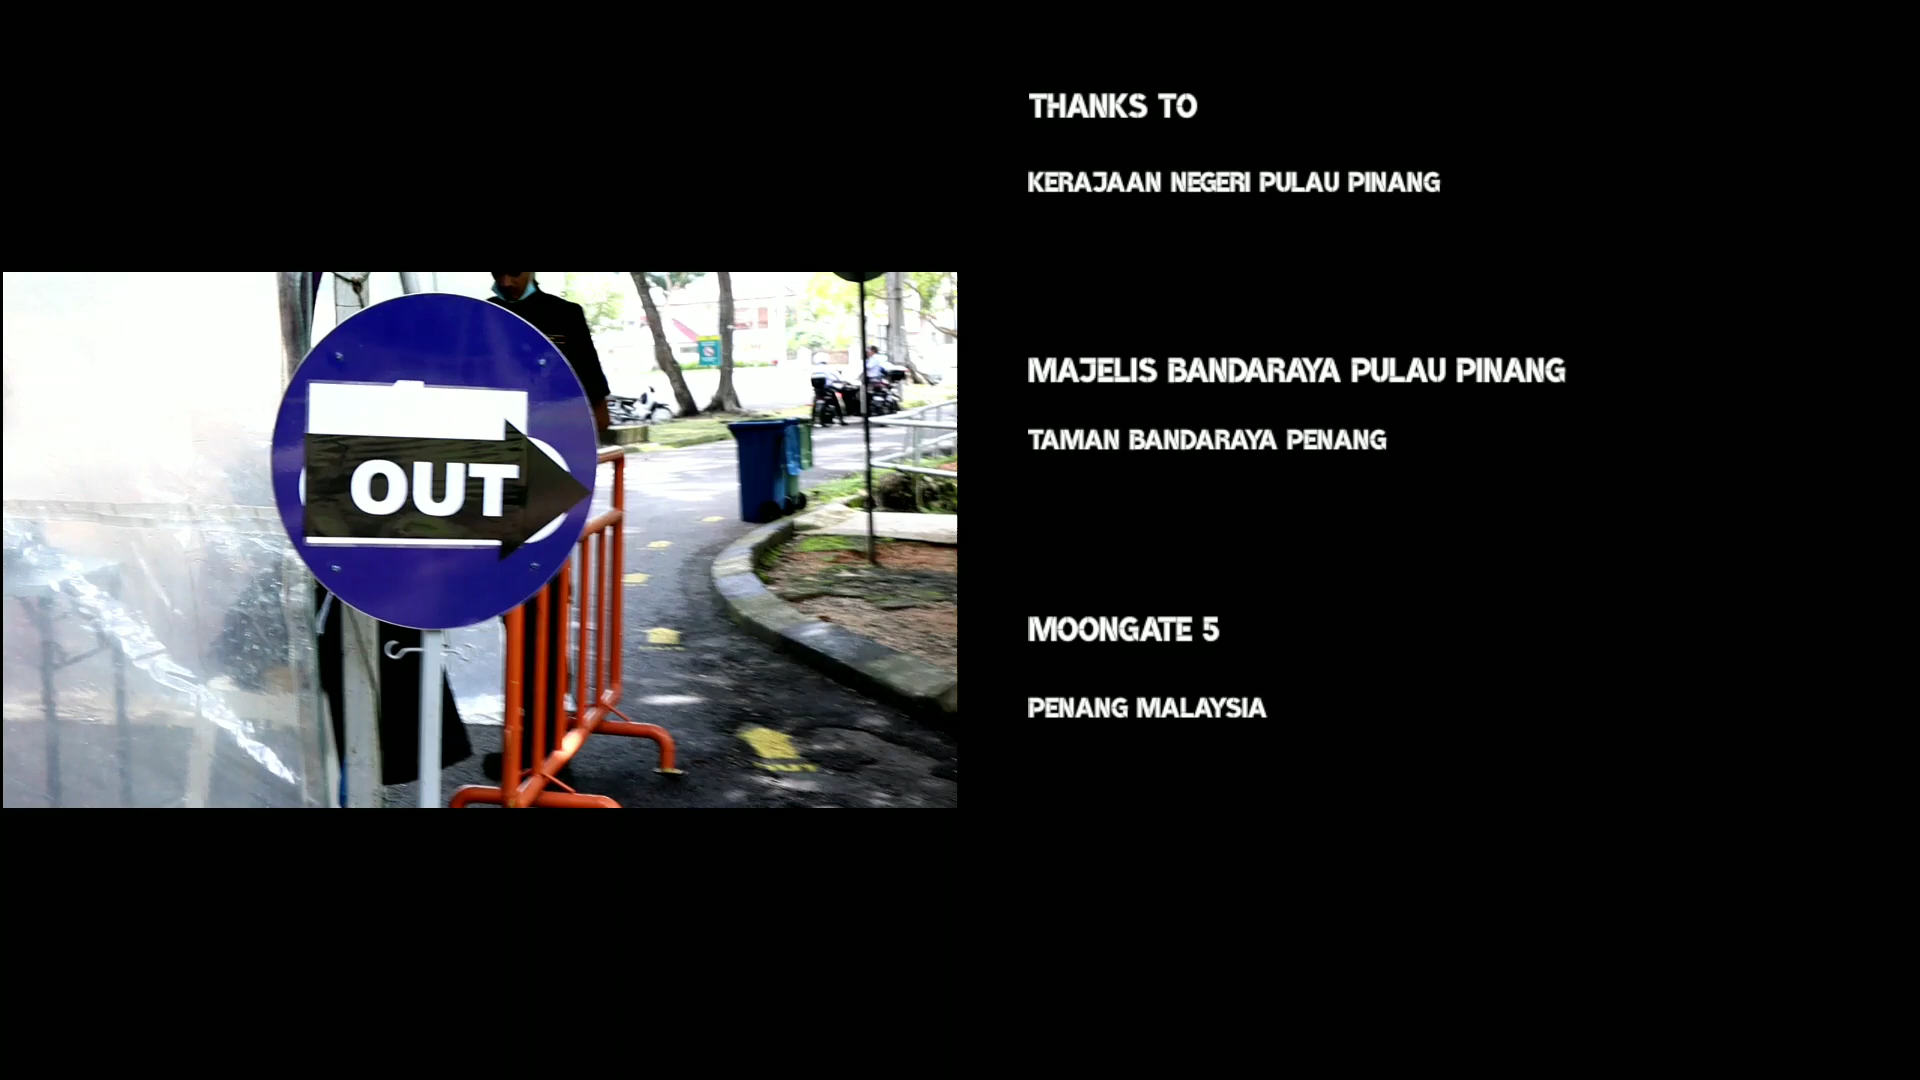 THANKS TO
KERAJAAN NEGERI PULAU PINANG
MAJELIS BANDARAYA PULAU PINANG
TAMAN BANDARAYA PENANG
MOONGATE 5
PENANG MALAYSIA
OUT